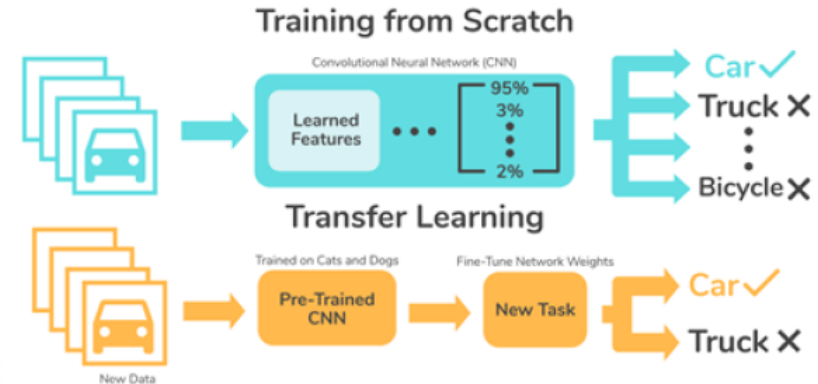 Training from Scratch
Convolutional Neural Network (CNN)
Learned
Features
95%
3%
2%
Car
Truck
Bicycle
Transfer Learning
Trained on Cats and Dogs
Fine-Tune Network Weights
Pre-Trained
CNN
New Task
Car
Truck
New Data